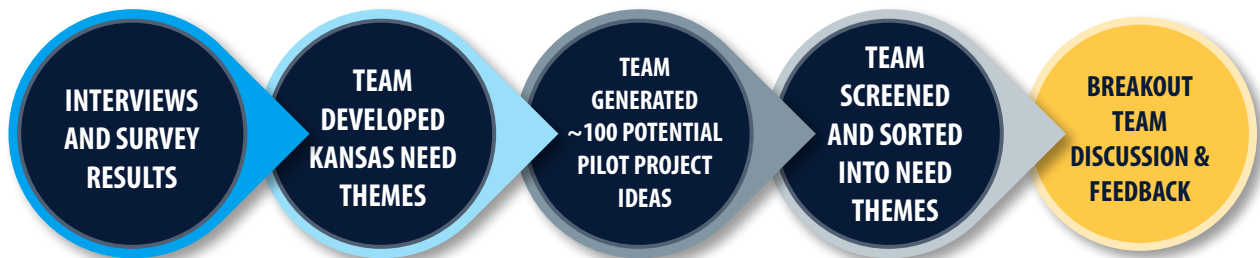 INTERVIEWS
AND SURVEY
RESULTS
TEAM
DEVELOPED
KANSAS NEED
THEMES
TEAM
GENERATED
~100 POTENTIAL
PILOT PROJECT
IDEAS
TEAM
SCREENED
AND SORTED
INTO NEED
THEMES
BREAKOUT
TEAM
DISCUSSION &
FEEDBACK